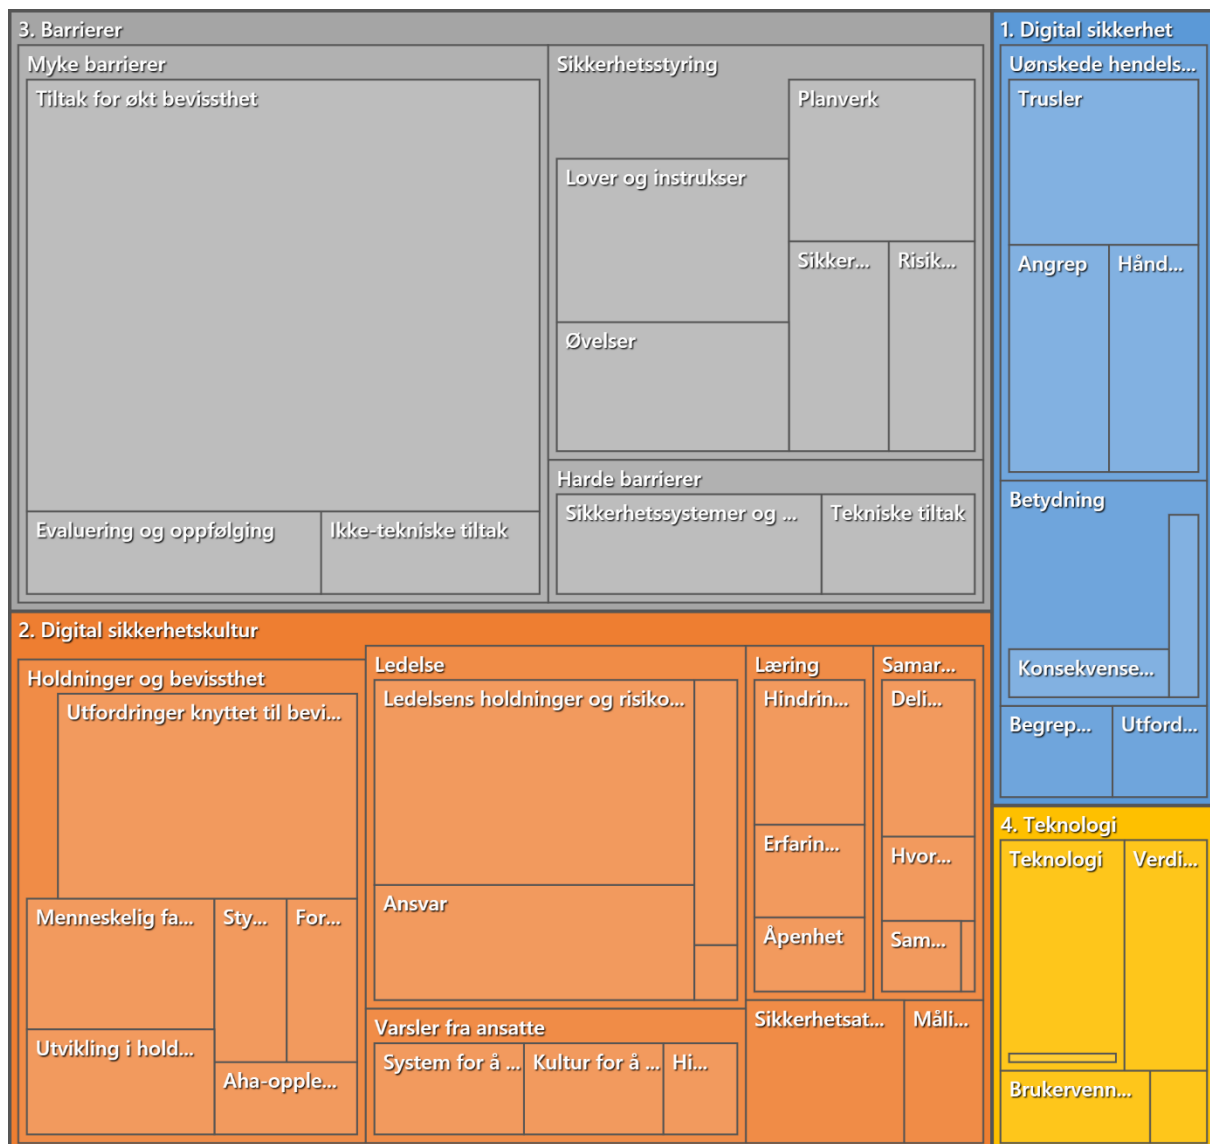 3. Barrierer
Myke barrierer
Tiltak for økt bevissthet
Evaluering og oppfølging
Ikke-tekniske tiltak
Sikkerhetsstyring
Planverk
Lover og instrukser
Øvelser
Sikker...
Risik...
Harde barrierer
Sikkerhetssystemer og ...
Tekniske tiltak
1. Digital sikkerhet
Uønskede hendels...
Trusler
Angrep
Hånd...
Betydning
Konsekvense...
Begrep...
Utford...
2. Digital sikkerhetskultur
Holdninger og bevissthet
Utfordringer knyttet til bevi...
Menneskelig fa...
Sty...
For...
Utvikling i hold...
Aha-opple...
Ledelse
Ledelsens holdninger og risiko...
Ansvar
Varsler fra ansatte
System for å ...
Kultur for å ...
Hi...
Læring
Hindrin...
Erfarin...
Åpenhet
Samar...
Deli...
Hvor...
Sam...
Sikkerhetsat...
Måli...
4. Teknologi
Teknologi
Verdi...
Brukervenn...